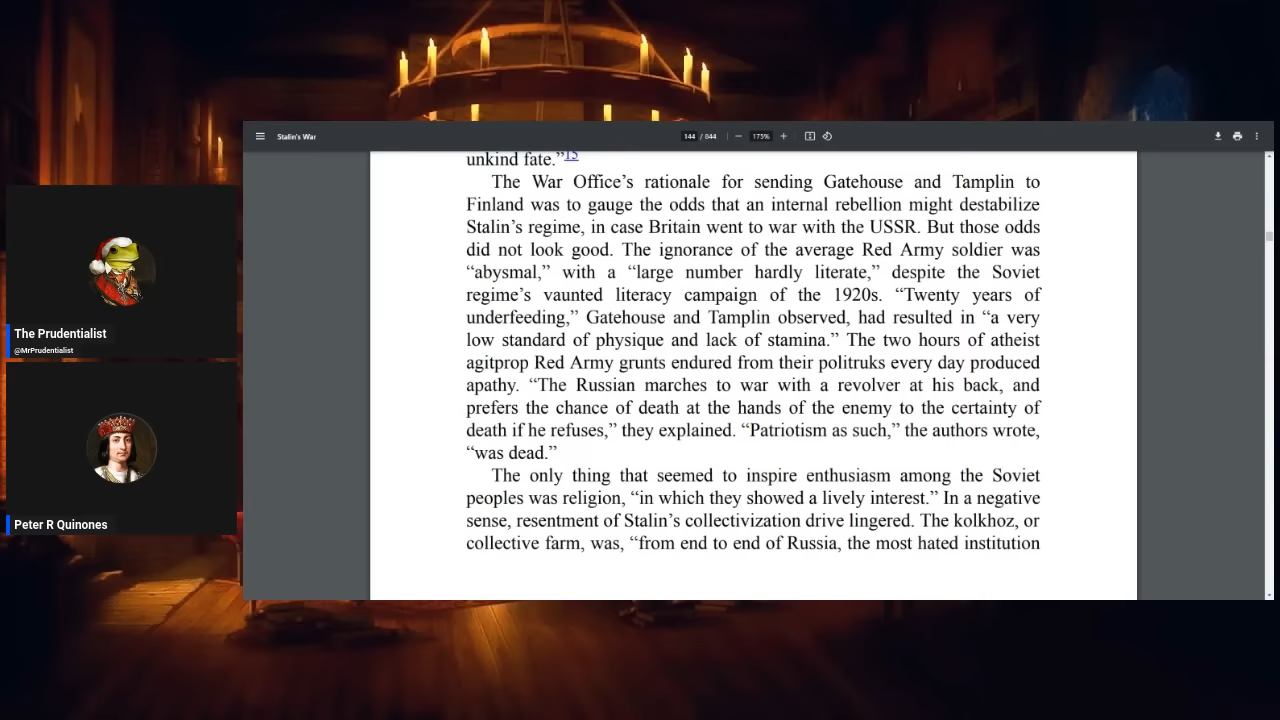 Stalin's War
144 / 844
175%
unkind fate.”15
The War Office’s rationale for sending Gatehouse and Tamplin to
Finland was to gauge the odds that an internal rebellion might destabilize
Stalin’s regime, in case Britain went to war with the USSR. But those odds
did not look good. The ignorance of the average Red Army soldier was
“abysmal,” with a “large number hardly literate,” despite the Soviet
regime’s vaunted literacy campaign of the 1920s. “Twenty years of
underfeeding,” Gatehouse and Tamplin observed, had resulted in “a very
low standard of physique and lack of stamina.” The two hours of atheist
agitprop Red Army grunts endured from their politruks every day produced
apathy. “The Russian marches to war with a revolver at his back, and
prefers the chance of death at the hands of the enemy to the certainty of
death if he refuses,” they explained. “Patriotism as such,” the authors wrote,
“was dead.”
The only thing that seemed to inspire enthusiasm among the Soviet
peoples was religion, “in which they showed a lively interest.” In a negative
sense, resentment of Stalin’s collectivization drive lingered. The kolkhoz, or
collective farm, was, “from end to end of Russia, the most hated institution
The Prudentialist
@MrPrudentialist
Peter R Quinones